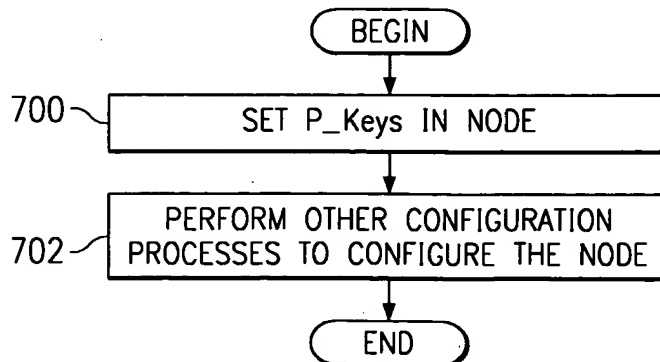 BEGIN
700
SET P_Keys IN NODE
702
PERFORM OTHER CONFIGURATION
PROCESSES TO CONFIGURE THE NODE
END